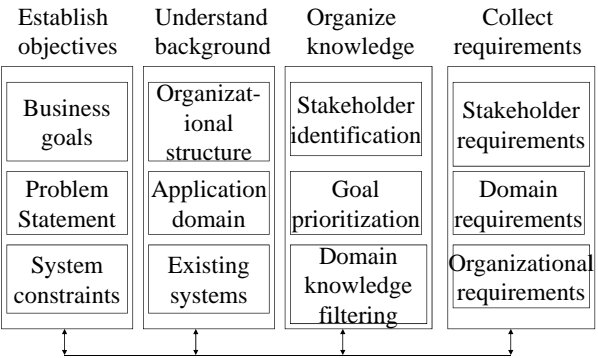 Establish
objectives
Understand
background
Organize
knowledge
Collect
requirements
Business
goals
Problem
Statement
System
constraints
Organizat-
ional
structure
Application
domain
Existing
systems
Stakeholder
identification
Goal
prioritization
Domain
knowledge
filtering
Stakeholder
requirements
Domain
requirements
Organizational
requirements